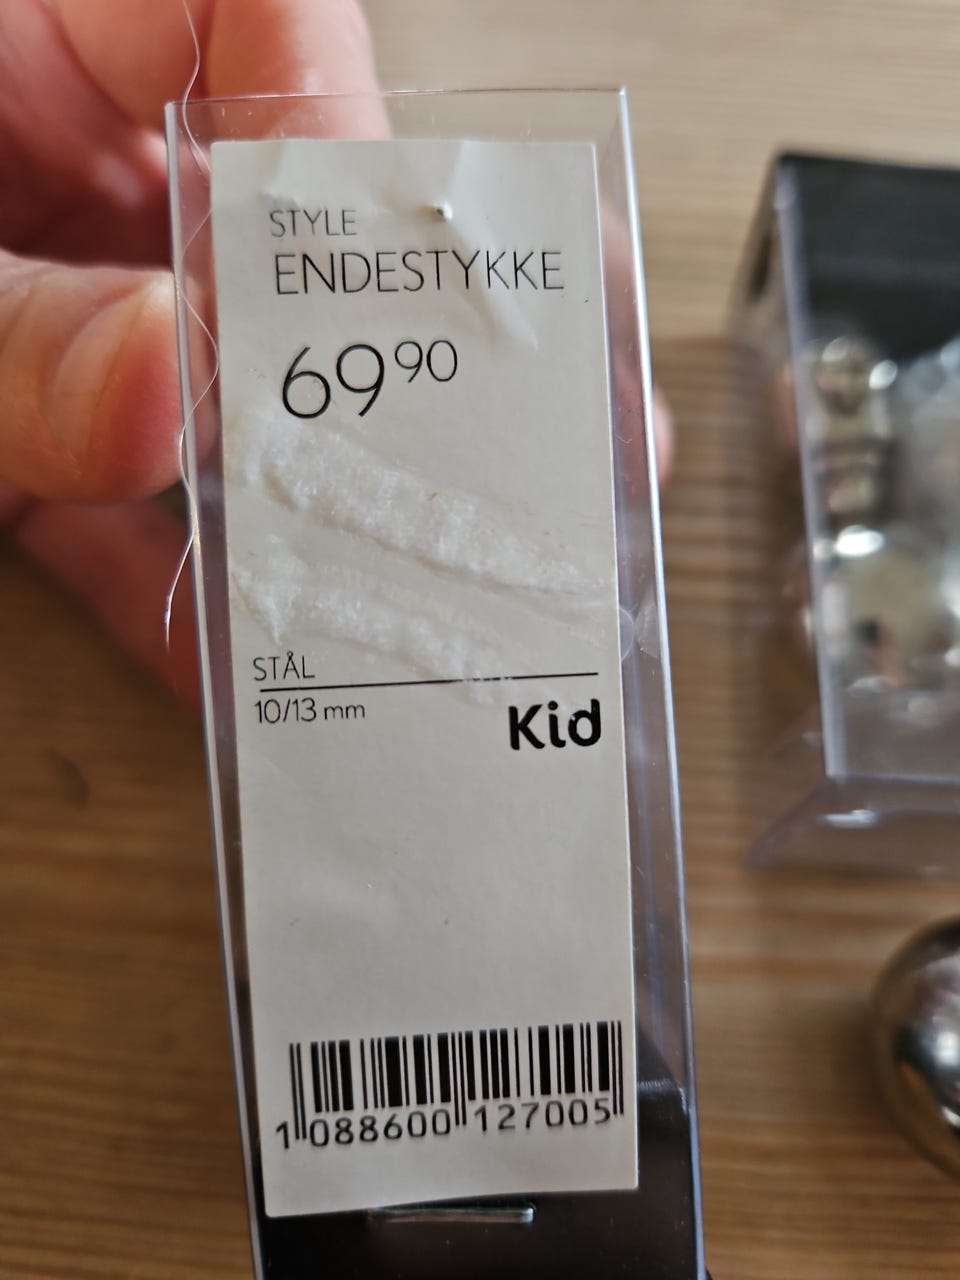 STYLE
ENDESTYKKE
69 90
STÅL
10/13 mm
Kid
1 088600 127005